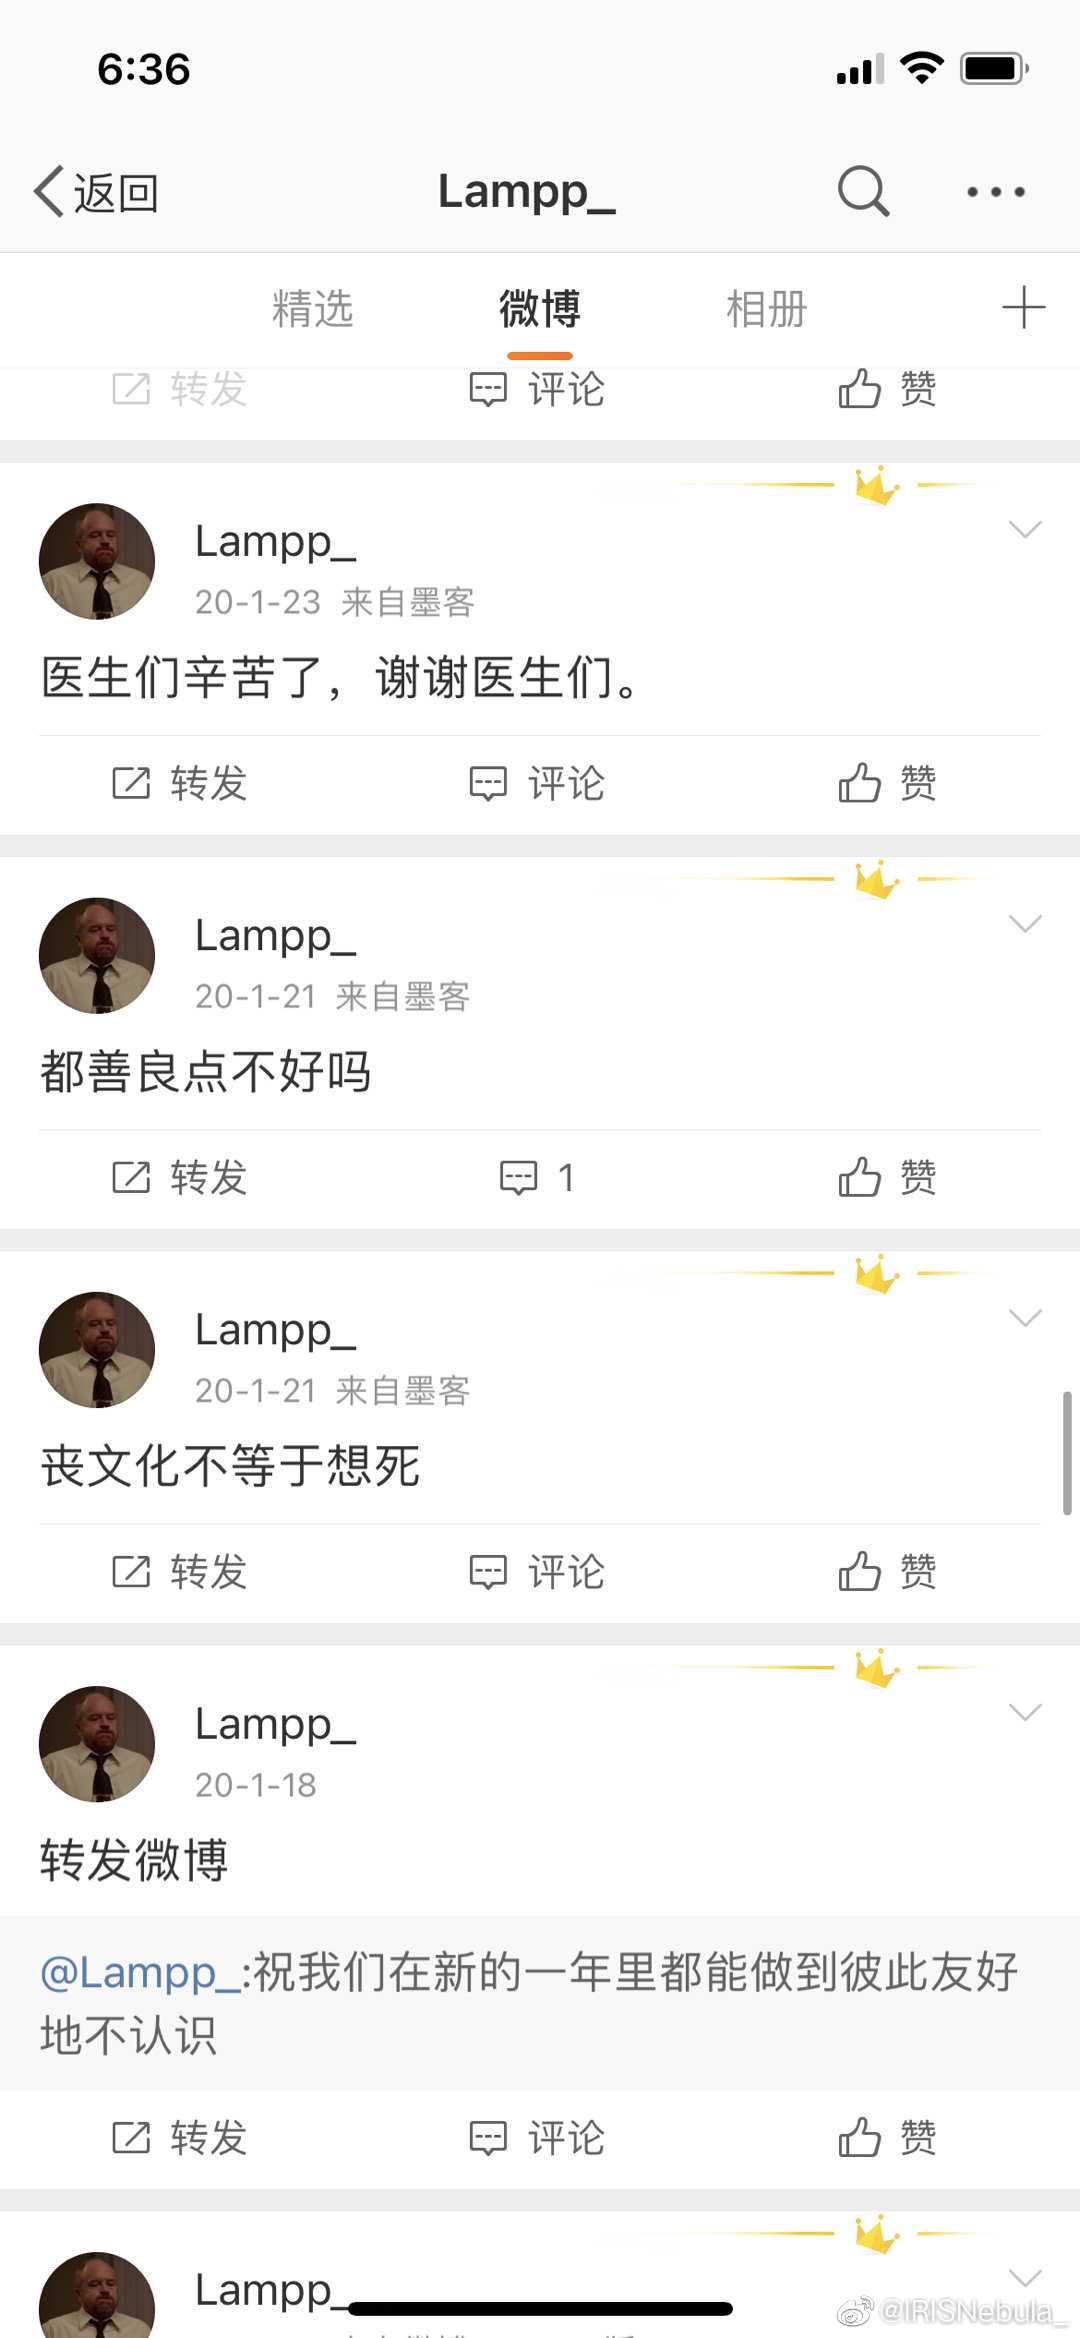 6:36
返回
Lampp_
精选 微博 相册
转发 评论 赞
Lampp_
20-1-23 来自墨客
医生们辛苦了，谢谢医生们。
转发 评论 赞
Lampp_
20-1-21 来自墨客
都善良点不好吗
转发 1 赞
Lampp_
20-1-21 来自墨客
丧文化不等于想死
转发 评论 赞
Lampp_
20-1-18
转发微博
@Lampp_:祝我们在新的一年里都能做到彼此友好
地不认识
转发 评论 赞
Lampp_
@IRISNebula_